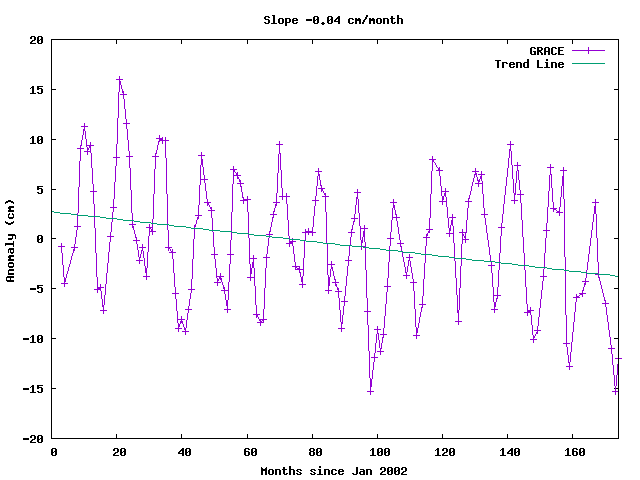 Slope -0.04 cm/month
GRACE
Trend Line
Anomaly (cm)
20
15
10
5
0
-5
-10
-15
-20
0 20 40 60 80 100 120 140 160
Months since Jan 2002